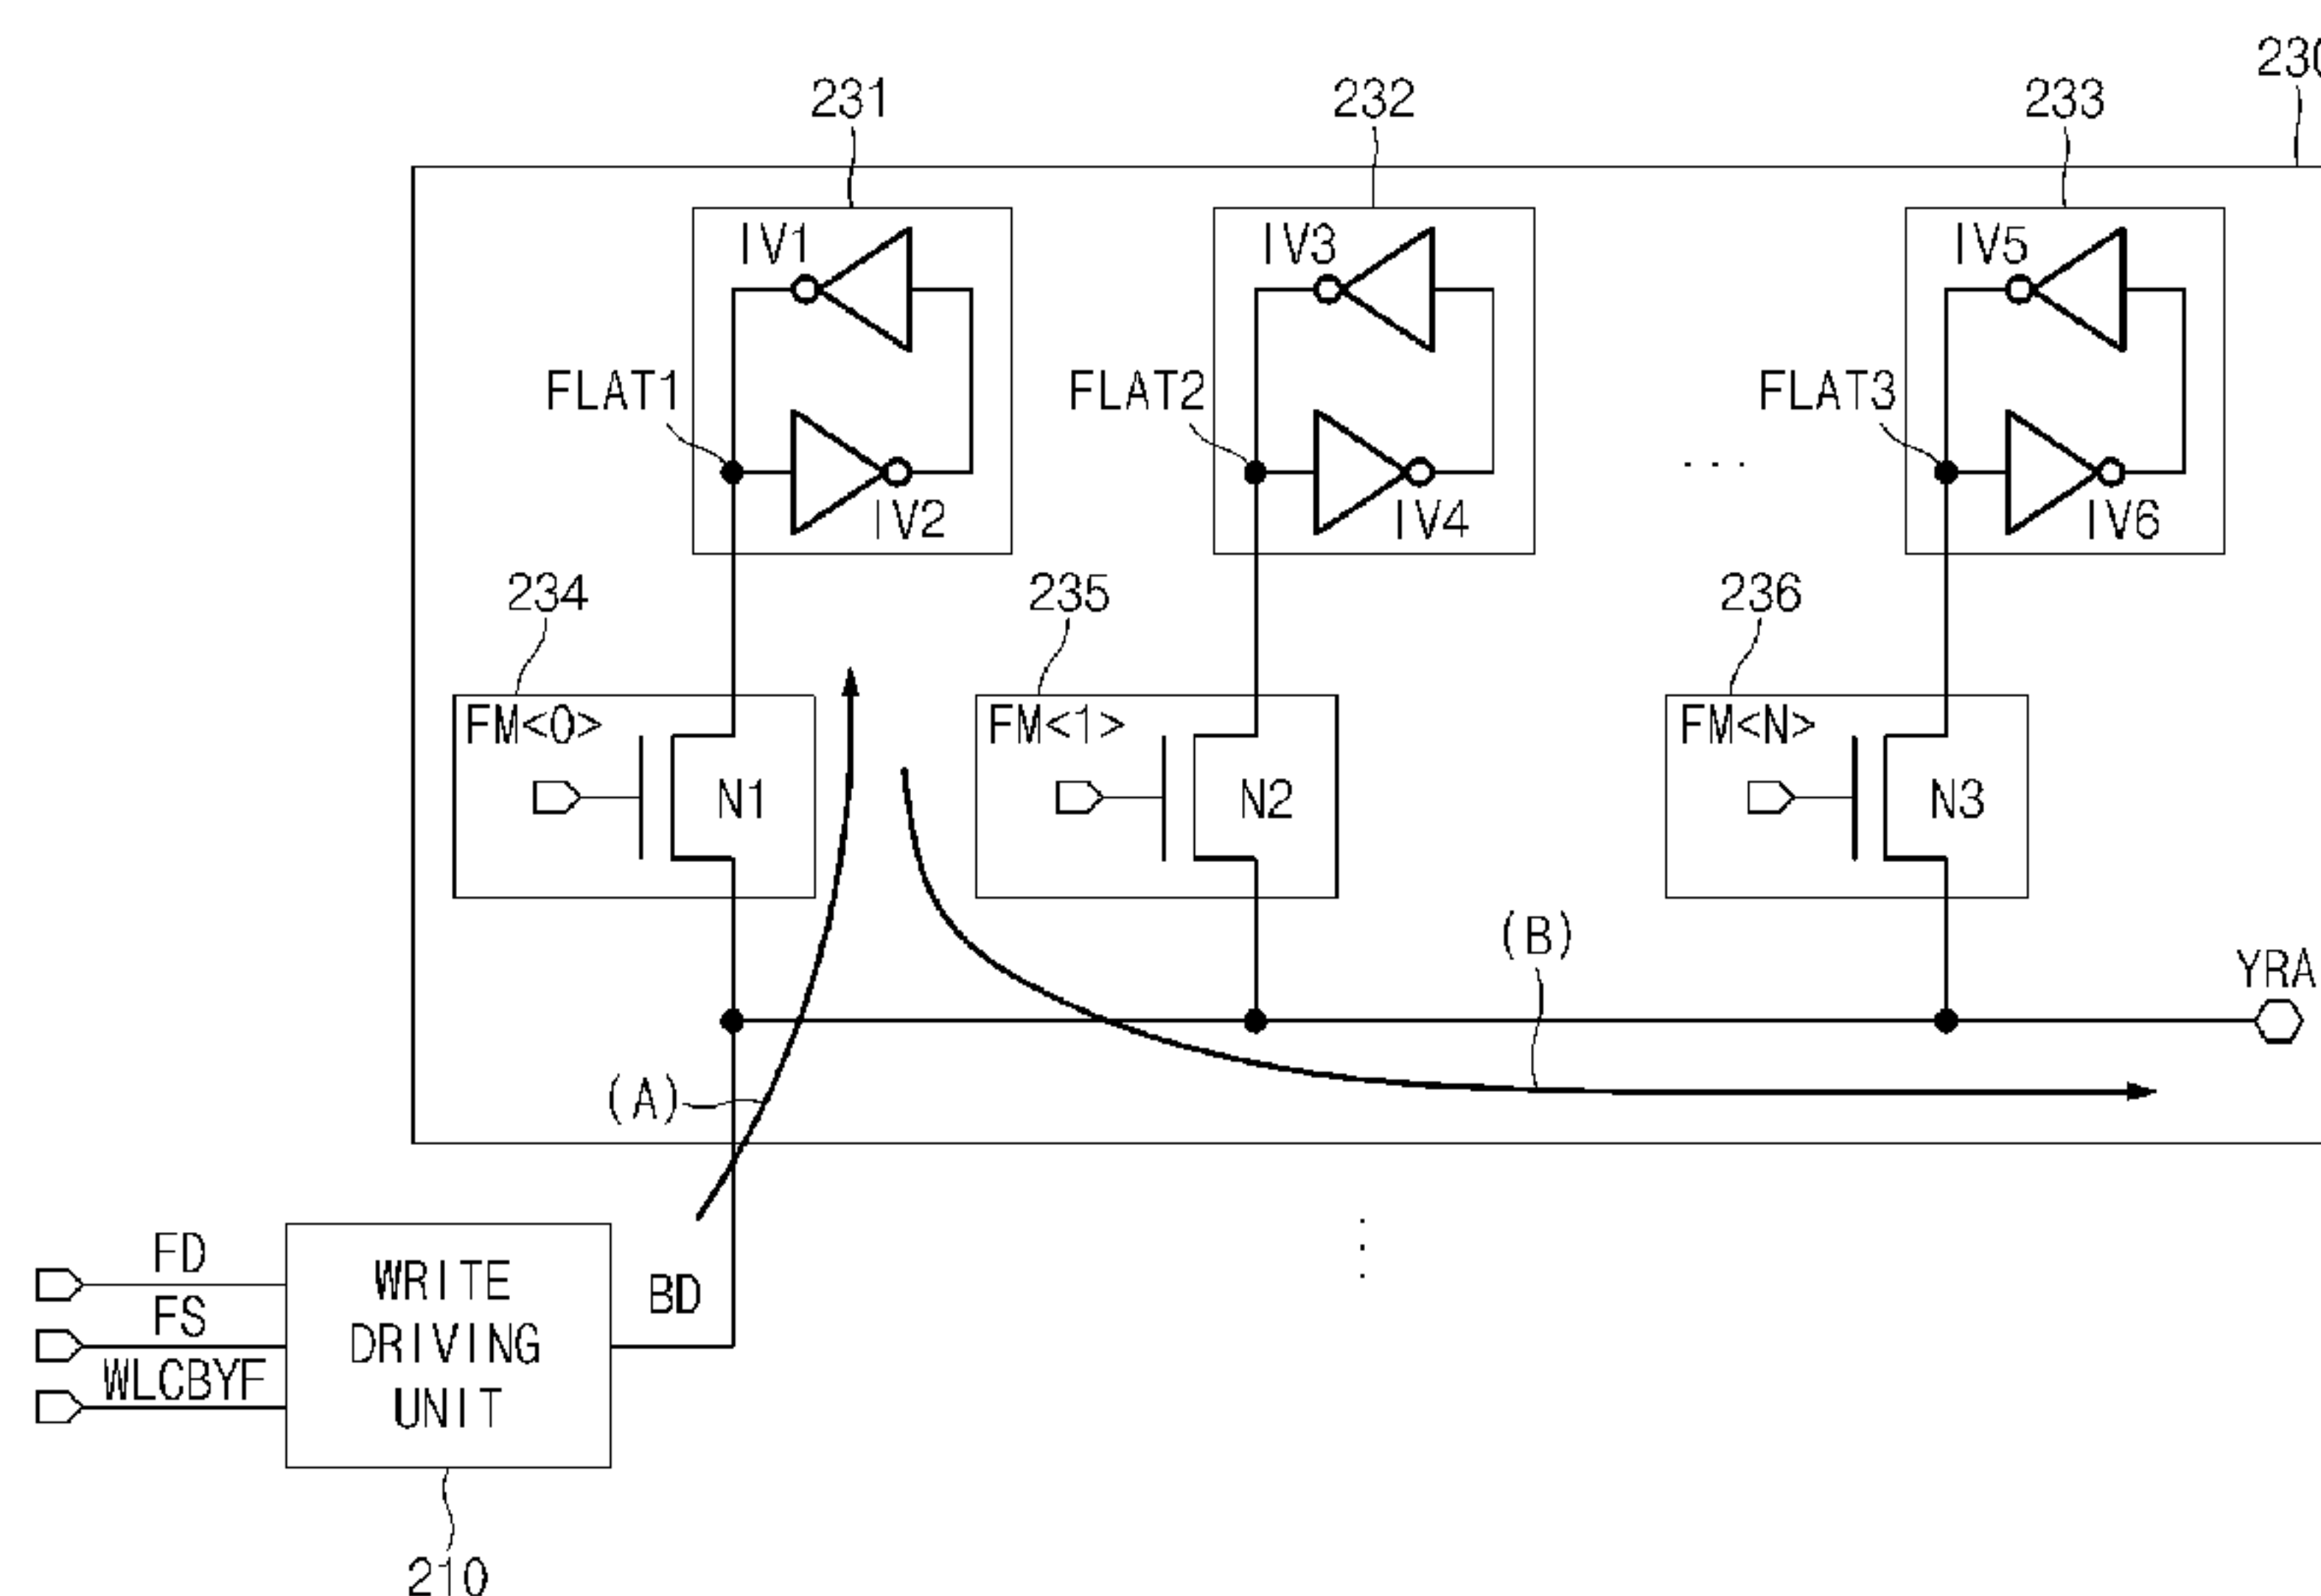 230
231
232
233
IV1
IV3
IV5
FLAT1
FLAT2
FLAT3
...
IV2
IV4
IV6
234
235
236
FM<0>
FM<1>
FM<N>
N1
N2
N3
(B)
YRA
(A)
FD
FS
WLCBYF
WRITE
DRIVING
UNIT
BD
210